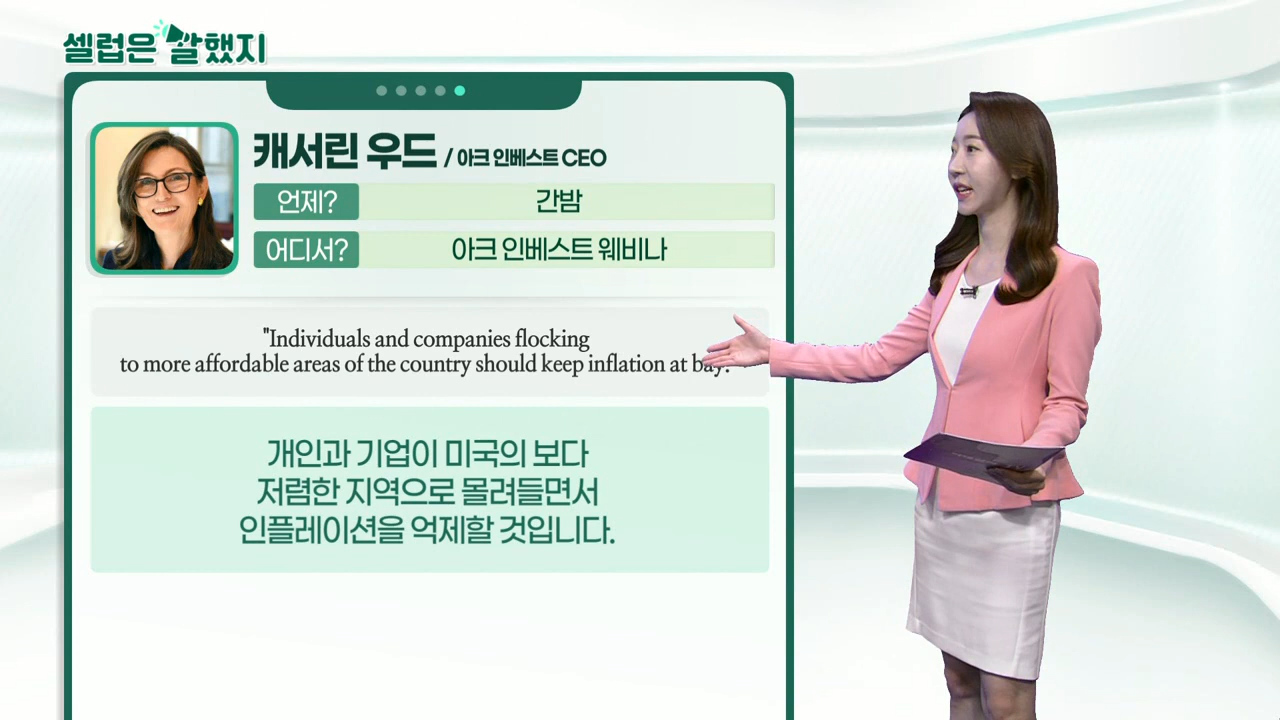 셀럽은 말했지
캐서린 우드 / 아크 인베스트 CEO
언제? 간밤
어디서? 아크 인베스트 웨비나
"Individuals and companies flocking
to more affordable areas of the country should keep inflation at bay.
개인과 기업이 미국의 보다
저렴한 지역으로 몰려들면서
인플레이션을 억제할 것입니다.